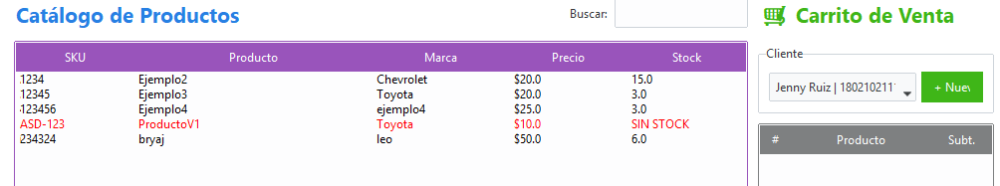 Catálogo de Productos
Buscar:
SKU Producto Marca Precio Stock
1234 Ejemplo2 Chevrolet $20.0 15.0
12345 Ejemplo3 Toyota $20.0 3.0
123456 Ejemplo4 ejemplo4 $25.0 3.0
ASD-123 ProductoV1 Toyota $10.0 SIN STOCK
234324 bryaj leo $50.0 6.0
Carrito de Venta
Cliente
Jenny Ruiz | 180210211
+ Nuev
# Producto Subt.